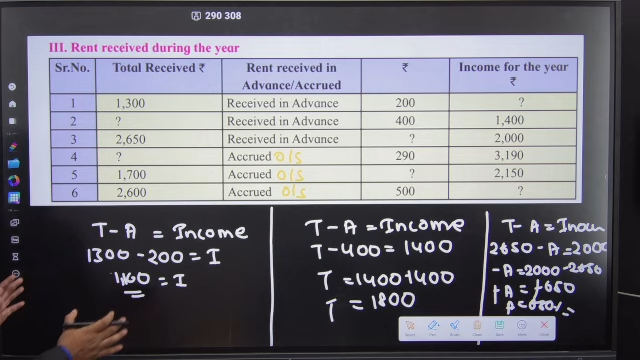 290 308
III. Rent received during the year
Sr.No. Total Received ₹ Rent received in Advance/Accrued ₹ Income for the year ₹
1 1,300 Received in Advance 200 ?
2 ? Received in Advance 400 1,400
3 2,650 Received in Advance ? 2,000
4 ? Accrued O/S 290 3,190
5 1,700 Accrued O/S ? 2,150
6 2,600 Accrued O/S 500 ?
T-A = Income
1300 - 200 = I
1100 = I
T - A = Income
T-400 = 1400
T = 1400+400
T = 1800
T-A=
2650 -A=2000
-A=2000-2650
+A = +650